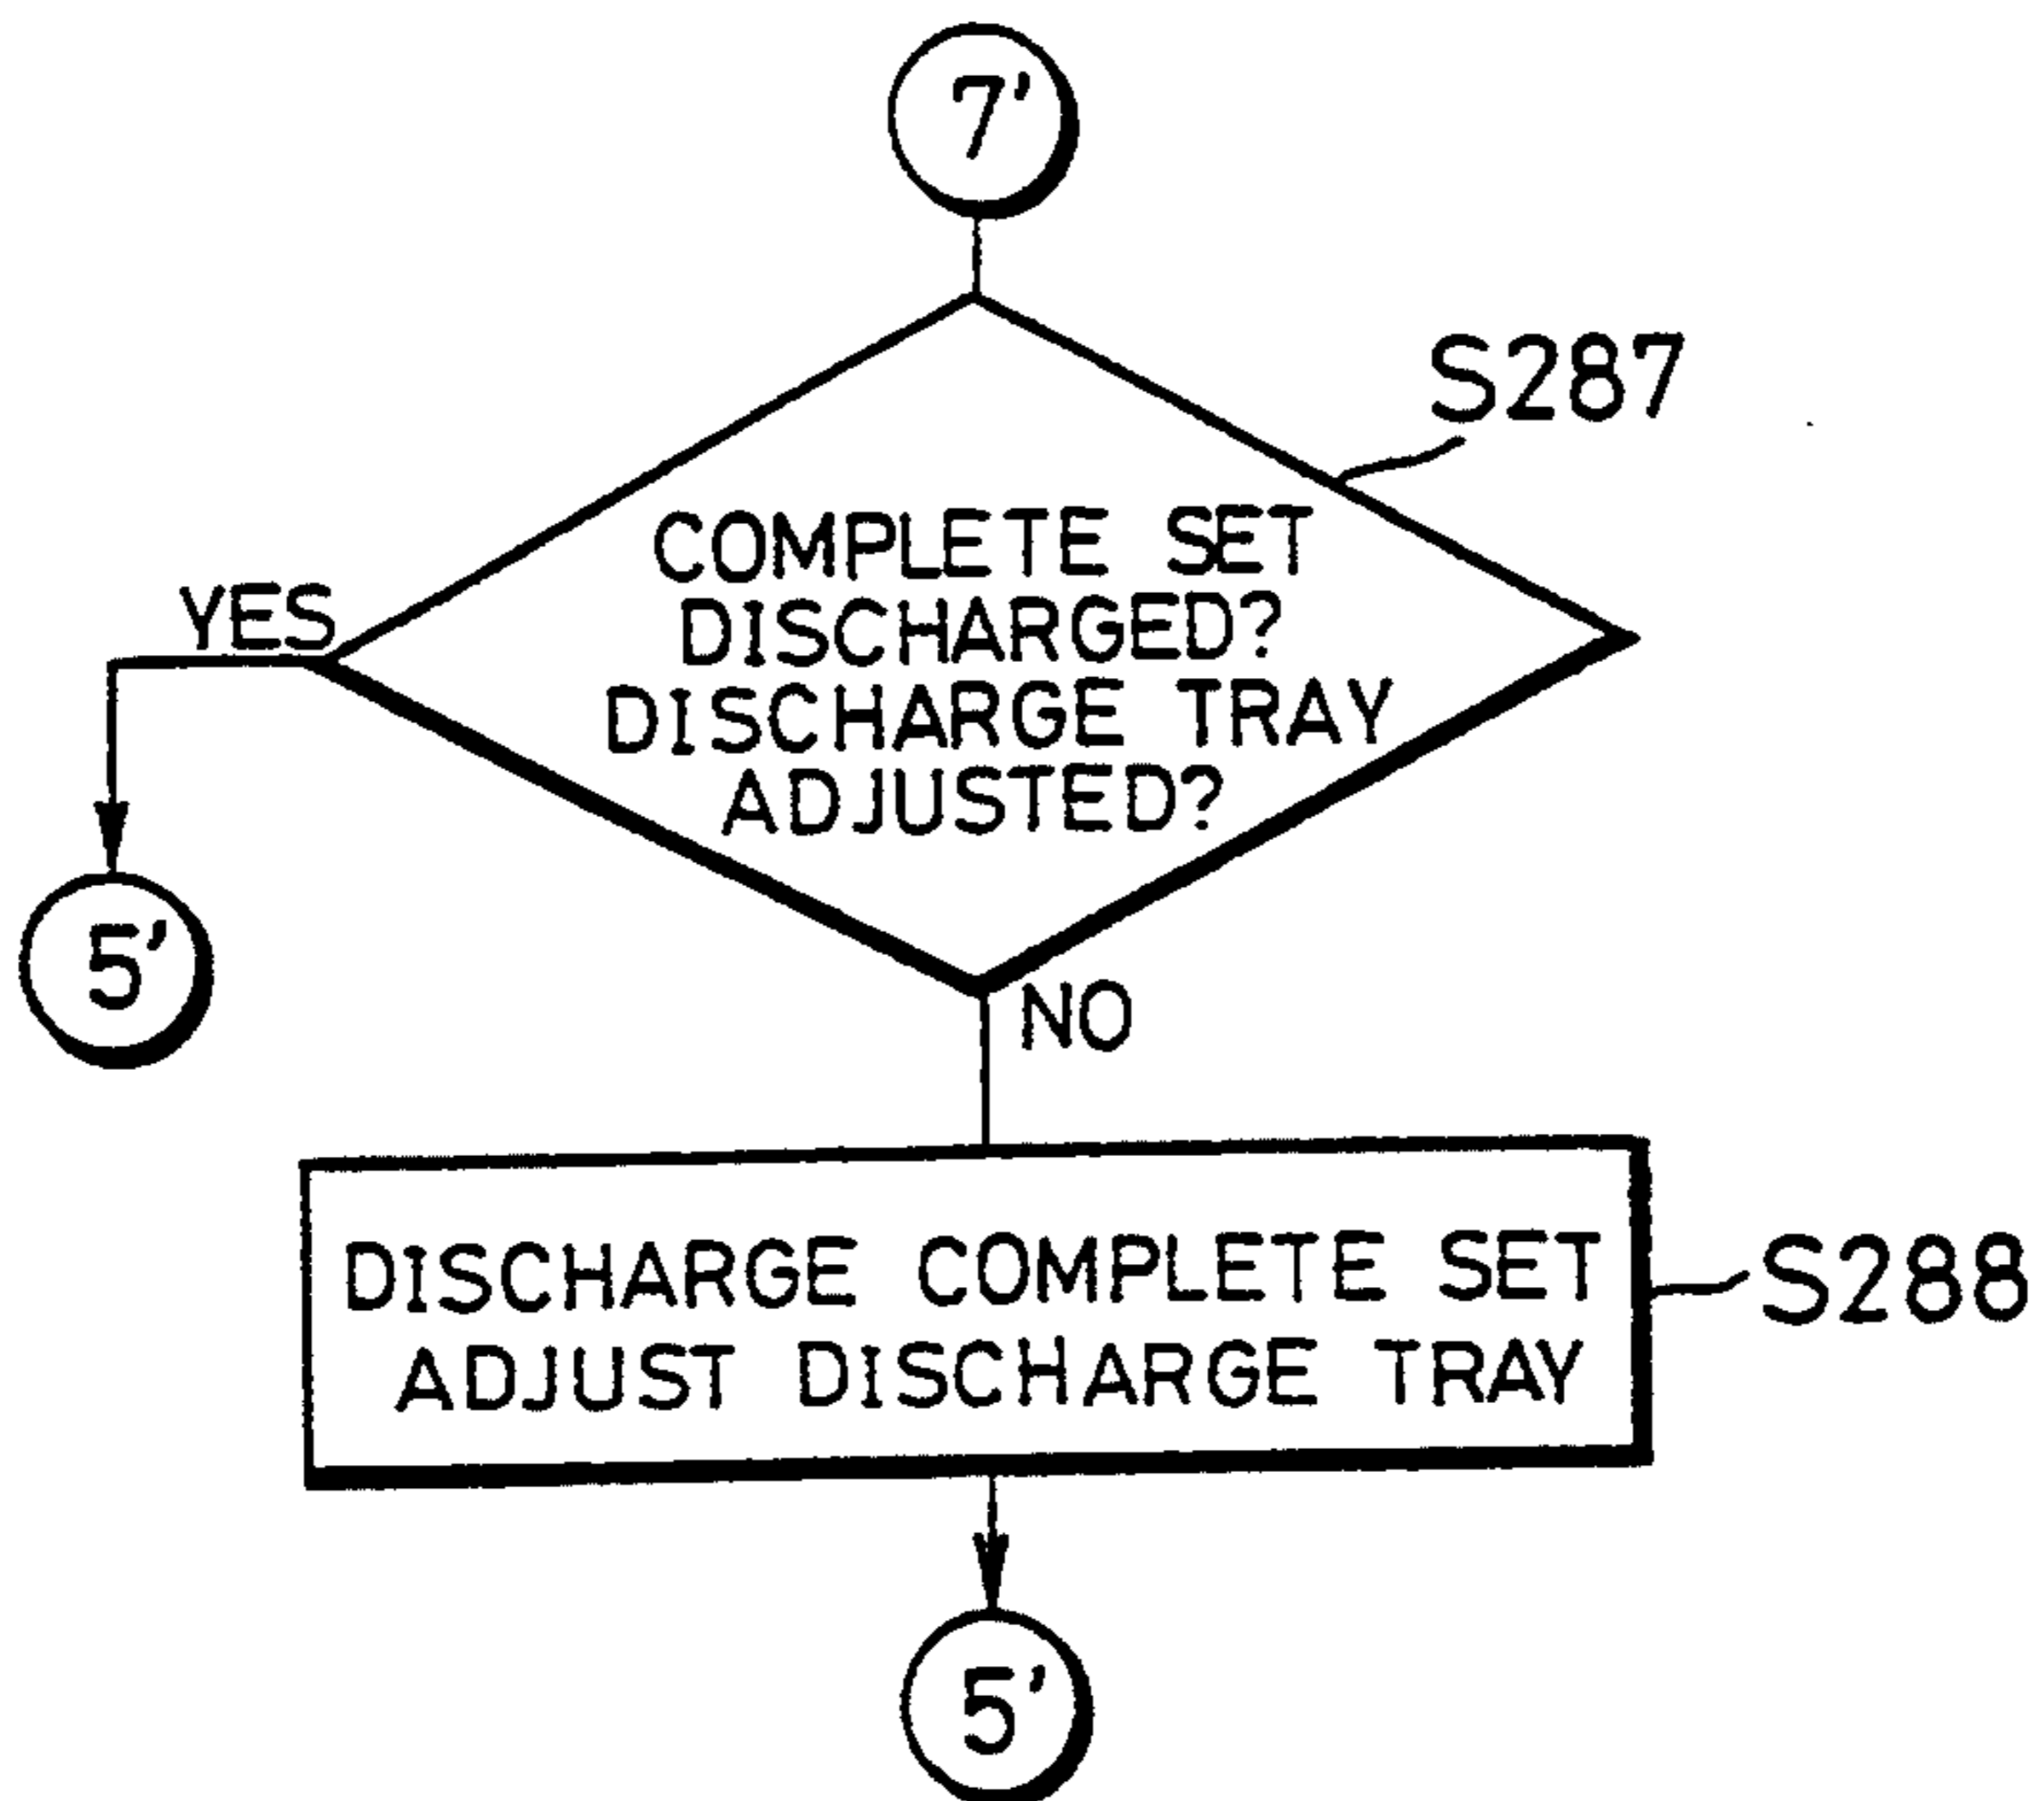 7'
S287
COMPLETE SET
DISCHARGED?
DISCHARGE TRAY
ADJUSTED?
YES
5'
NO
DISCHARGE COMPLETE SET
ADJUST DISCHARGE TRAY
S288
5'